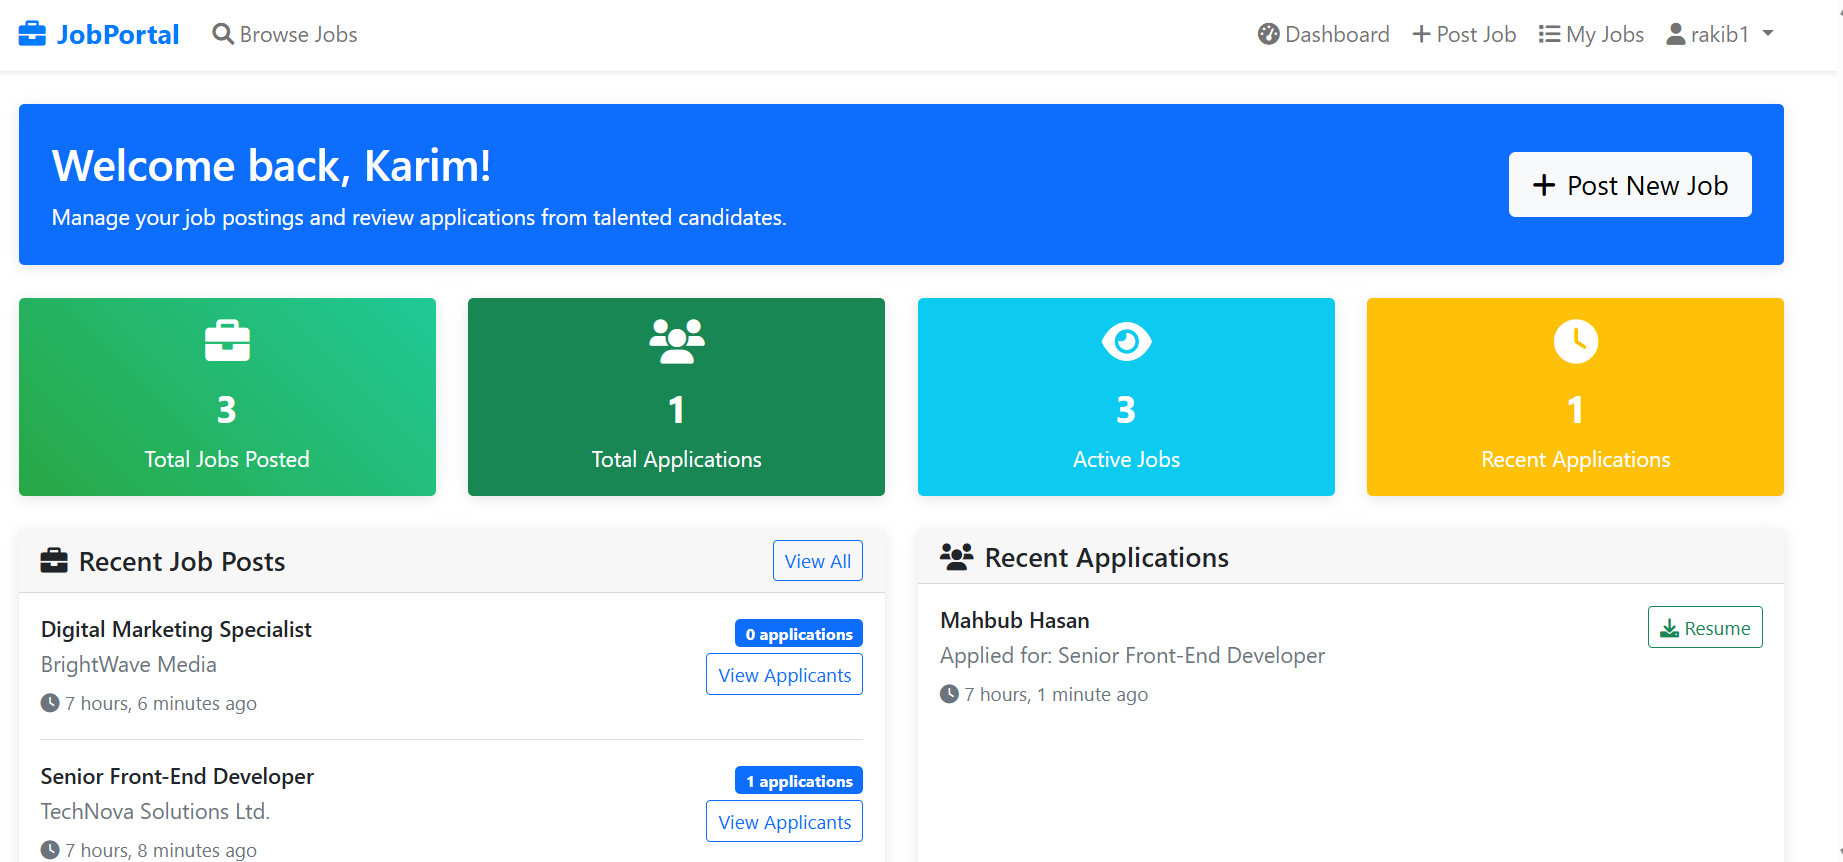 JobPortal Browse Jobs Dashboard Post Job My Jobs rakib1
Welcome back, Karim!
Manage your job postings and review applications from talented candidates.
Post New Job
3
Total Jobs Posted
1
Total Applications
3
Active Jobs
1
Recent Applications
Recent Job Posts
View All
Digital Marketing Specialist
0 applications
BrightWave Media
View Applicants
7 hours, 6 minutes ago
Senior Front-End Developer
1 applications
TechNova Solutions Ltd.
View Applicants
7 hours, 8 minutes ago
Recent Applications
Mahbub Hasan
Resume
Applied for: Senior Front-End Developer
7 hours, 1 minute ago